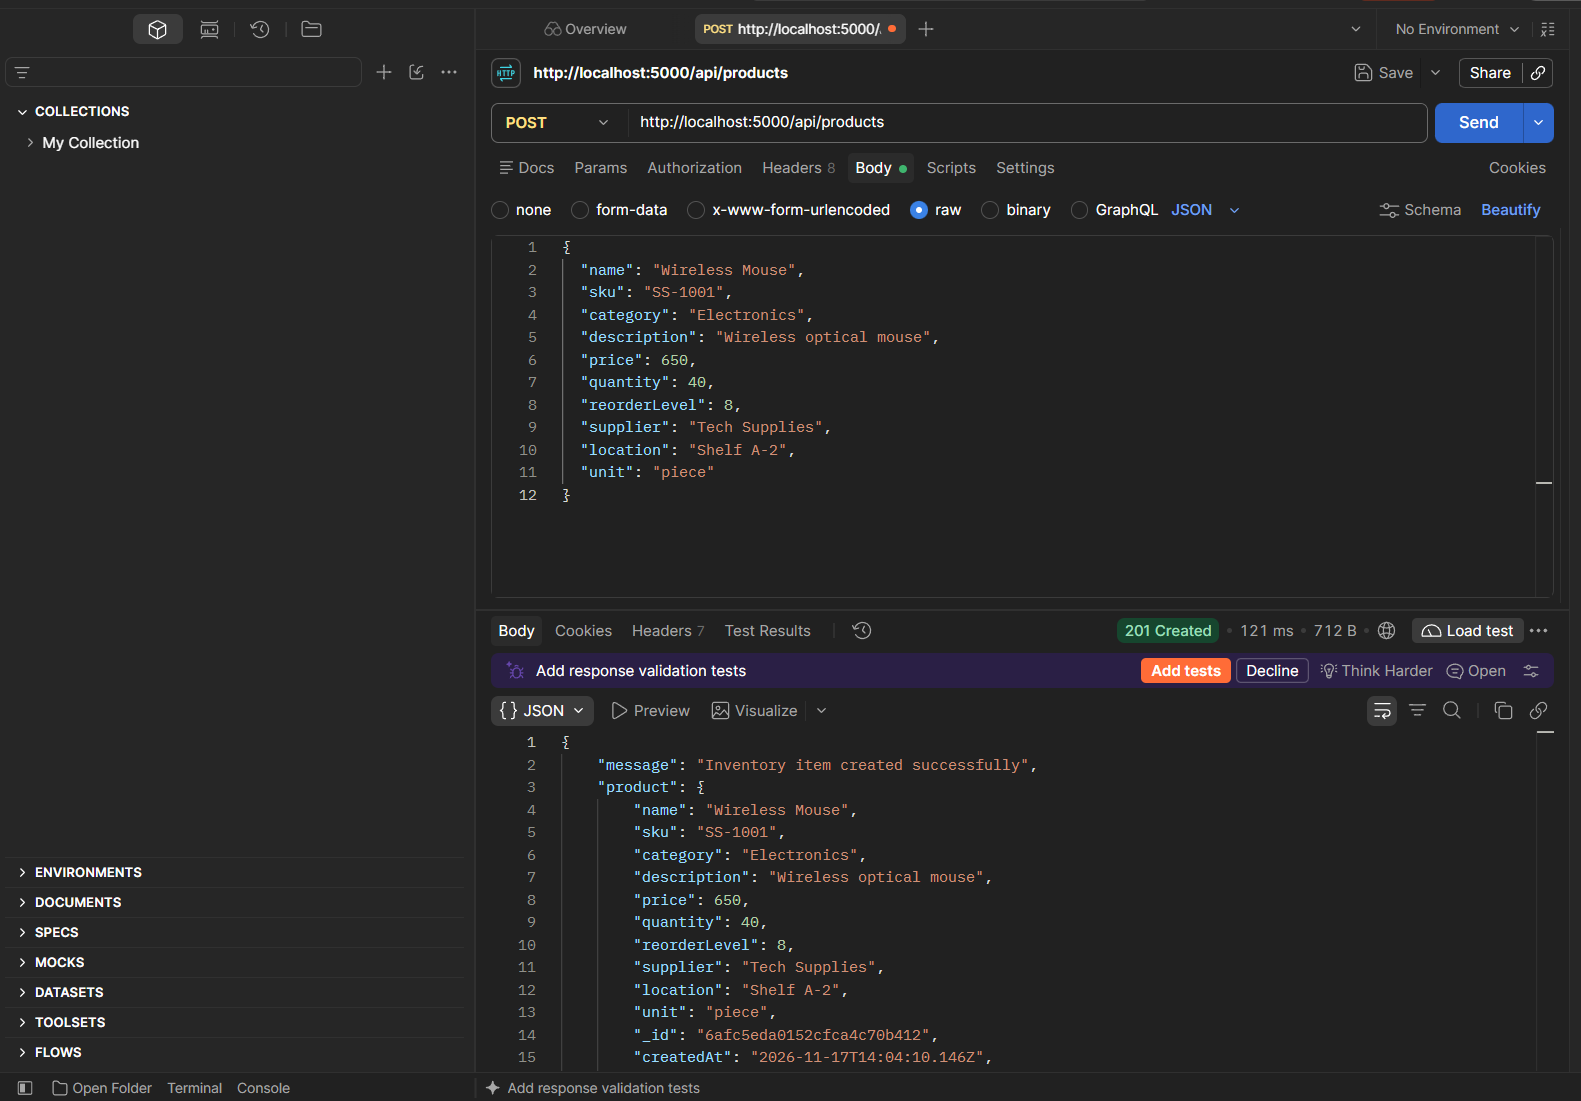 Overview
POST http://localhost:5000/
No Environment
HTTP http://localhost:5000/api/products
Save
Share
COLLECTIONS
My Collection
POST http://localhost:5000/api/products
Send
Docs Params Authorization Headers 8 Body Scripts Settings Cookies
none form-data x-www-form-urlencoded raw binary GraphQL JSON Schema Beautify
1 {
2 "name": "Wireless Mouse",
3 "sku": "SS-1001",
4 "category": "Electronics",
5 "description": "Wireless optical mouse",
6 "price": 650,
7 "quantity": 40,
8 "reorderLevel": 8,
9 "supplier": "Tech Supplies",
10 "location": "Shelf A-2",
11 "unit": "piece"
12 }
Body Cookies Headers 7 Test Results 201 Created • 121 ms • 712 B • Load test
Add response validation tests Add tests Decline Think Harder Open
{} JSON Preview Visualize
1 {
2 "message": "Inventory item created successfully",
3 "product": {
4 "name": "Wireless Mouse",
5 "sku": "SS-1001",
6 "category": "Electronics",
7 "description": "Wireless optical mouse",
8 "price": 650,
9 "quantity": 40,
10 "reorderLevel": 8,
11 "supplier": "Tech Supplies",
12 "location": "Shelf A-2",
13 "unit": "piece",
14 "_id": "6afc5eda0152cfca4c70b412",
15 "createdAt": "2026-11-17T14:04:10.146Z",
ENVIRONMENTS
DOCUMENTS
SPECS
MOCKS
DATASETS
TOOLSETS
FLOWS
Open Folder Terminal Console
Add response validation tests